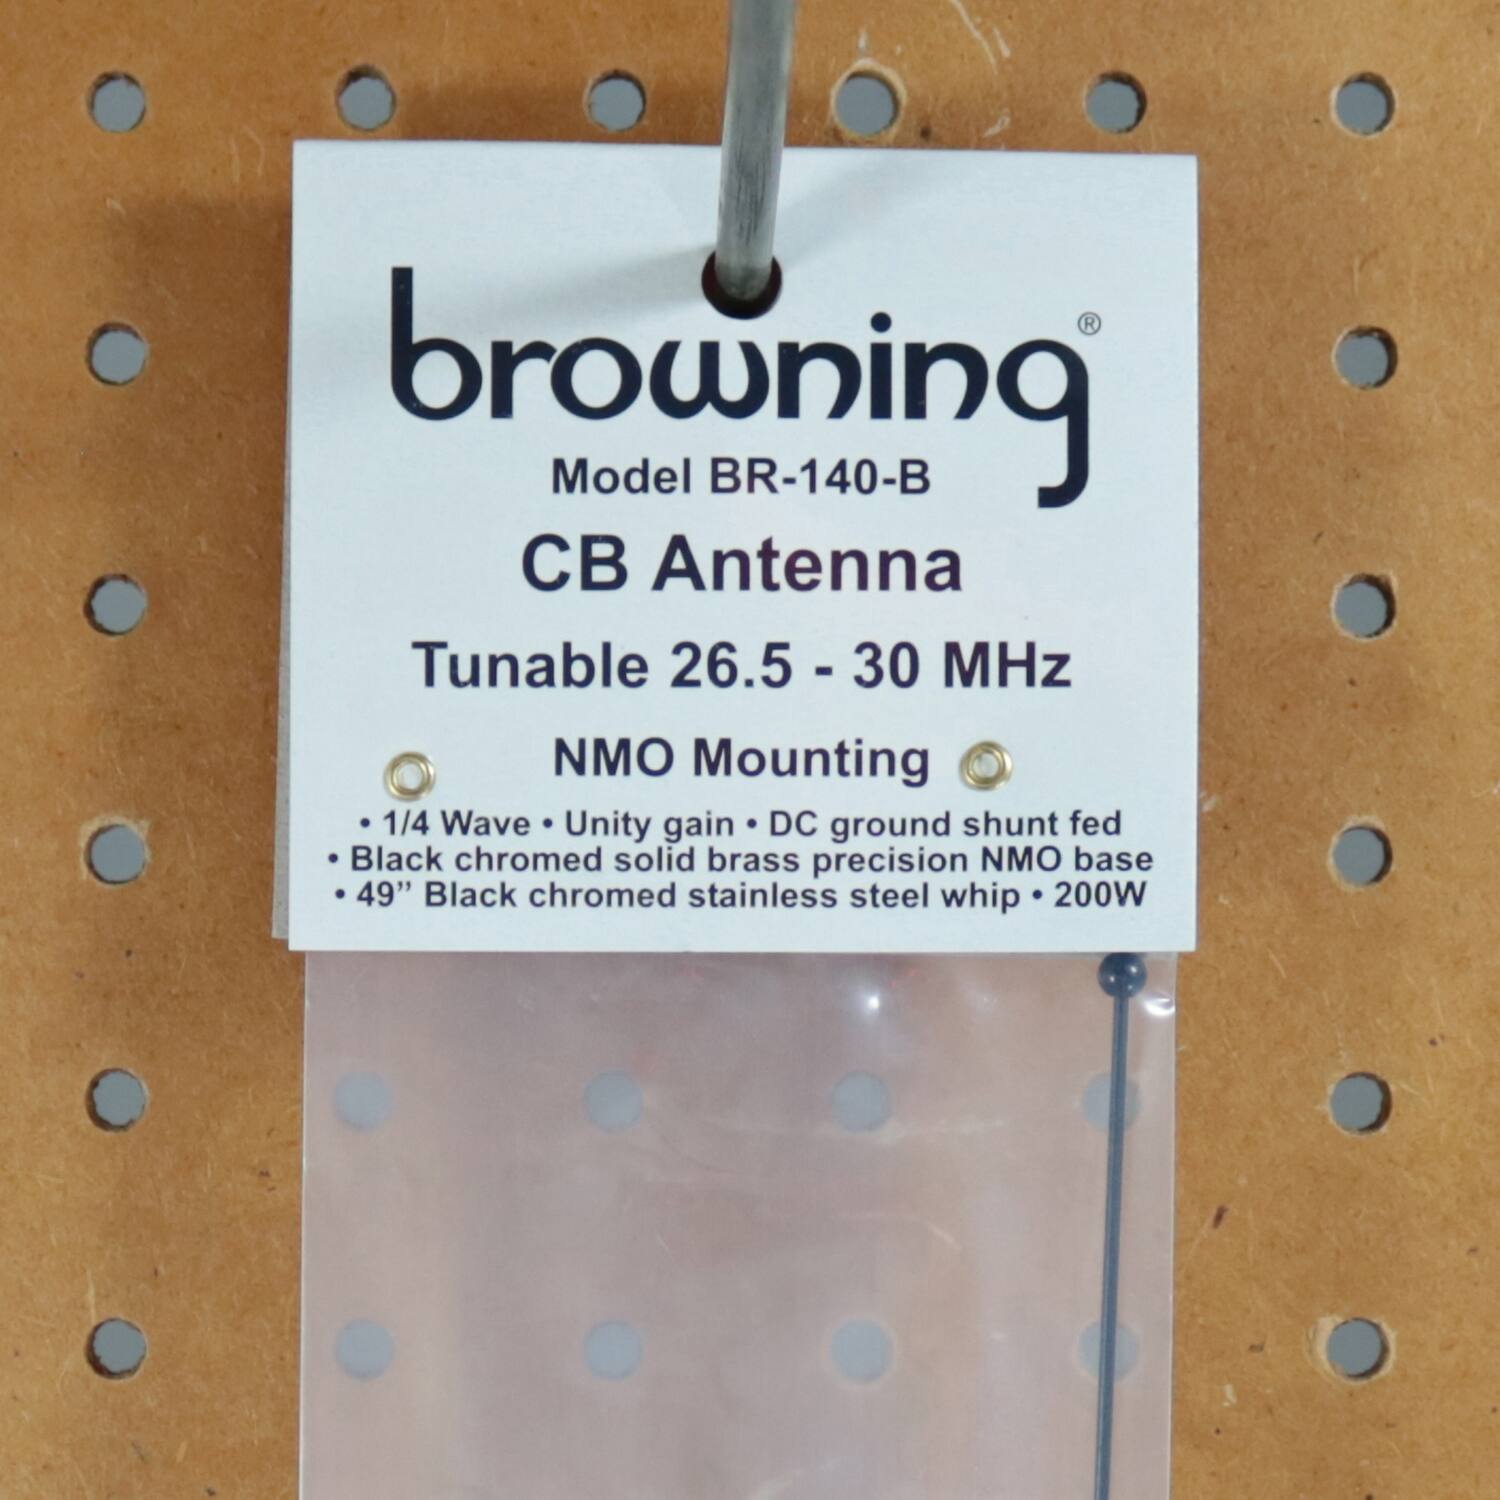 browning®
Model BR-140-B
CB Antenna
Tunable 26.5 - 30 MHz
NMO Mounting
• 1/4 Wave • Unity gain • DC ground shunt fed
• Black chromed solid brass precision NMO base
• 49” Black chromed stainless steel whip • 200W